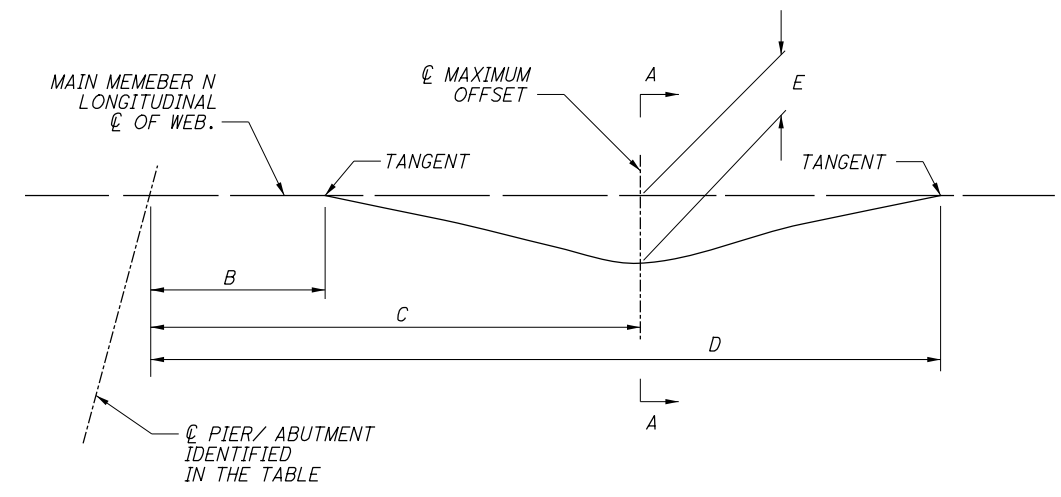 MAIN MEMEBER N
LONGITUDINAL
℄ OF WEB.
℄ MAXIMUM
OFFSET
A
E
TANGENT
TANGENT
B
C
D
A
℄ PIER/ ABUTMENT
IDENTIFIED
IN THE TABLE